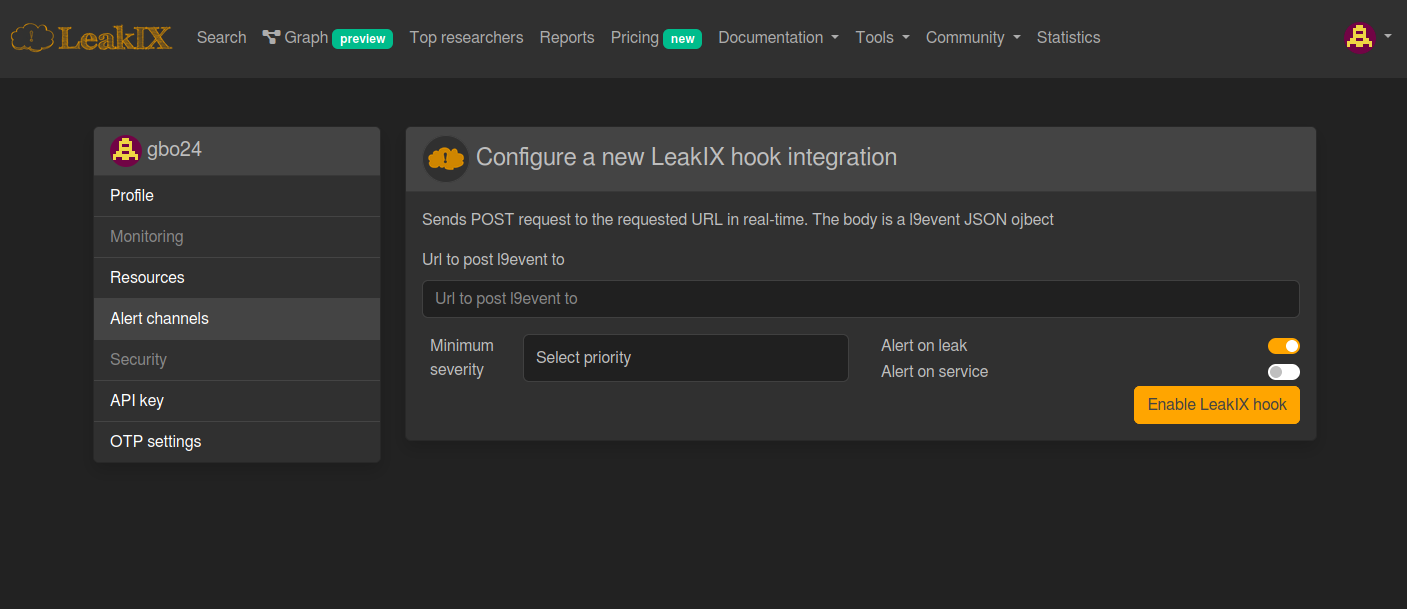 LeakIX Search Graph preview Top researchers Reports Pricing new Documentation Tools Community Statistics
gbo24
Profile
Monitoring
Resources
Alert channels
Security
API key
OTP settings
Configure a new LeakIX hook integration
Sends POST request to the requested URL in real-time. The body is a l9event JSON ojbect
Url to post l9event to
Url to post l9event to
Minimum
severity
Select priority
Alert on leak
Alert on service
Enable LeakIX hook